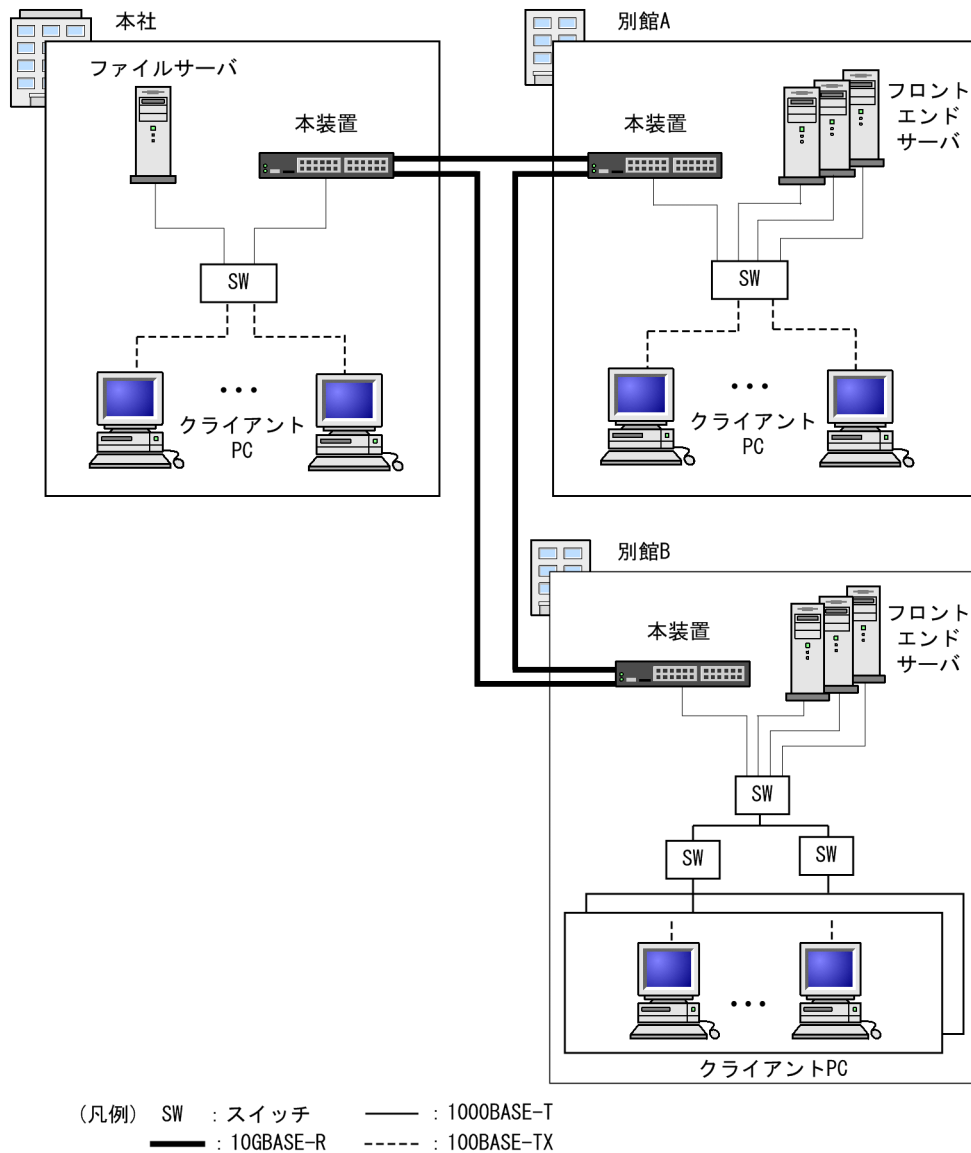 本社
ファイルサーバ
本装置
SW
・・・
クライアント
PC
別館A
本装置
フロント
エンド
サーバ
SW
・・・
クライアント
PC
別館B
本装置
フロント
エンド
サーバ
SW
SW
SW
・・・
クライアントPC
(凡例) SW : スイッチ
: 1000BASE-T
: 10GBASE-R
: 100BASE-TX